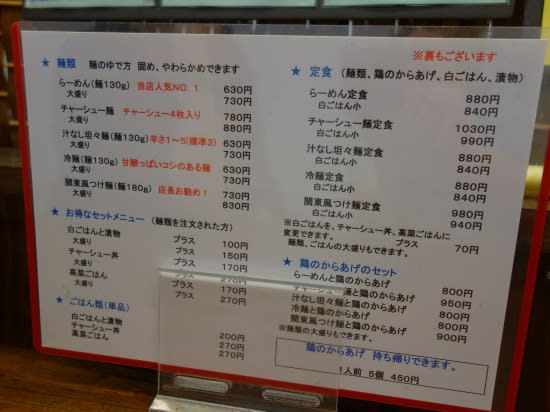 ★ 麺類 麺のゆで方 固め、やわらかめできます
らーめん(麺130g) 当店人気NO.1 630円
大盛り 730円
チャーシュー麺 チャーシュー4枚入り 780円
大盛り 880円
汁なし坦々麺(麺130g)辛さ1〜5(標準3) 630円
大盛り 730円
冷麺(麺130g)甘酸っぱいコシのある麺 630円
大盛り 730円
関東風つけ麺(麺180g) 店長お勧め! 730円
大盛り 830円
★ お得なセットメニュー (麺類を注文された方)
白ごはんと漬物 プラス 100円
大盛り プラス 150円
チャーシュー丼 プラス 170円
大盛り プラス 270円
高菜ごはん プラス 170円
大盛り プラス 270円
★ ごはん類(単品)
白ごはんと漬物 200円
チャーシュー丼 270円
高菜ごはん 270円
※裏もございます
★ 定食 (麺類、鶏のからあげ、白ごはん、漬物)
らーめん定食 880円
白ごはん小 840円
チャーシュー麺定食 1030円
白ごはん小 990円
汁なし坦々麺定食 880円
白ごはん小 840円
冷麺定食 880円
白ごはん小 840円
関東風つけ麺定食 980円
白ごはん小 940円
※白ごはんを、チャーシュー丼、高菜ごはんに
変更できます。 プラス 70円
麺類、ごはんの大盛りもできます。
★ 鶏のからあげのセット
らーめんと鶏のからあげ 800円
チャーシュー麺と鶏のからあげ 950円
汁なし坦々麺と鶏のからあげ 800円
冷麺と鶏のからあげ 800円
関東風つけ麺と鶏のからあげ 900円
※麺類の大盛りもできます。
鶏のからあげ 持ち帰りできます。
1人前 5個 450円